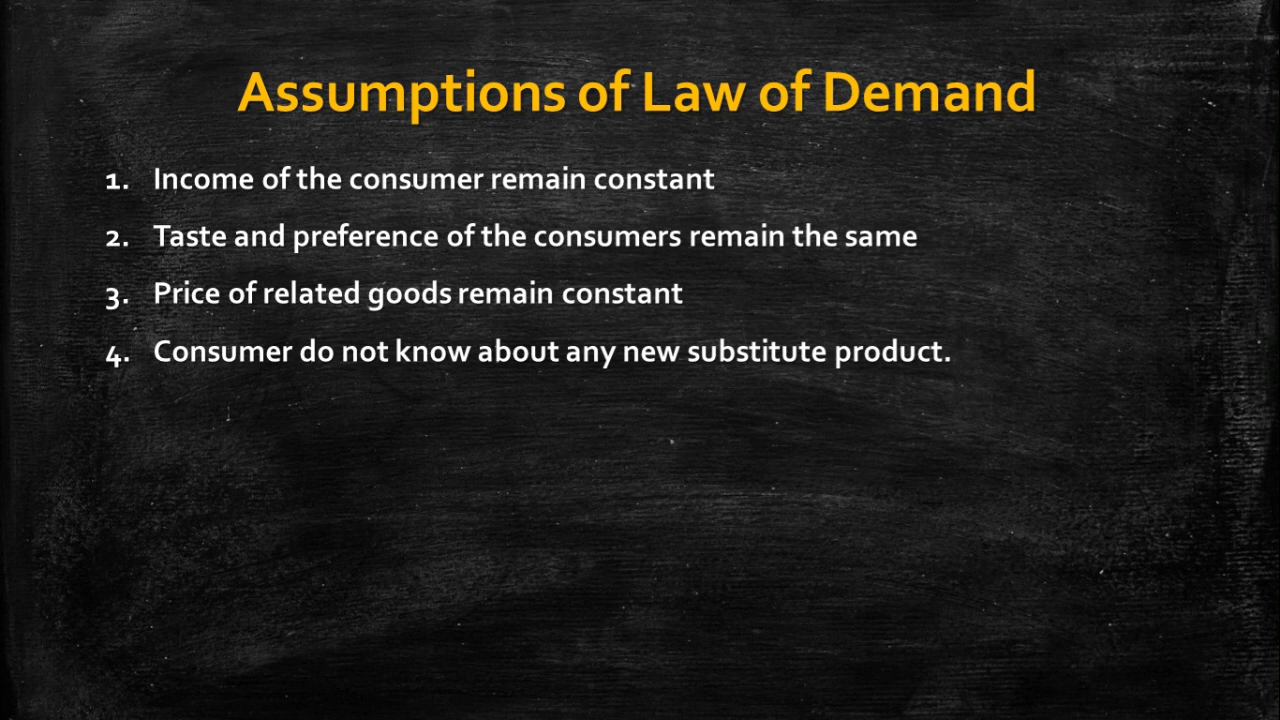 Assumptions of Law of Demand
1. Income of the consumer remain constant
2. Taste and preference of the consumers remain the same
3. Price of related goods remain constant
4. Consumer do not know about any new substitute product.